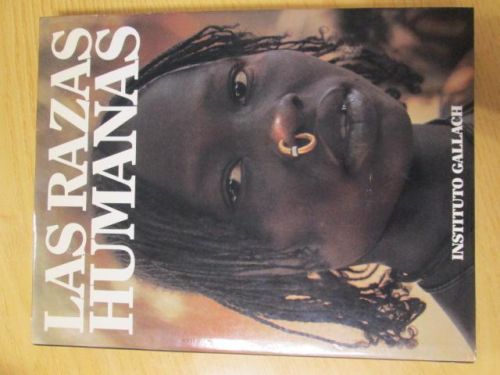 LAS RAZAS
HUMANAS
INSTITUTO GALLACH